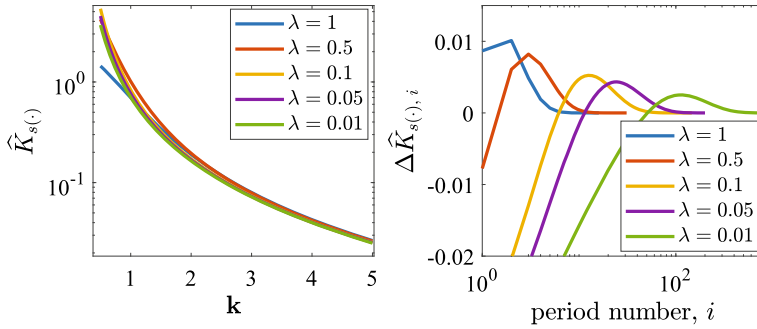 λ = 1
λ = 0.5
λ = 0.1
λ = 0.05
λ = 0.01
10^0
10^-1
K̂_s(·)
1 2 3 4 5
k
0.01
0
-0.01
-0.02
ΔK̂_s(·), i
λ = 1
λ = 0.5
λ = 0.1
λ = 0.05
λ = 0.01
10^0 10^2
period number, i